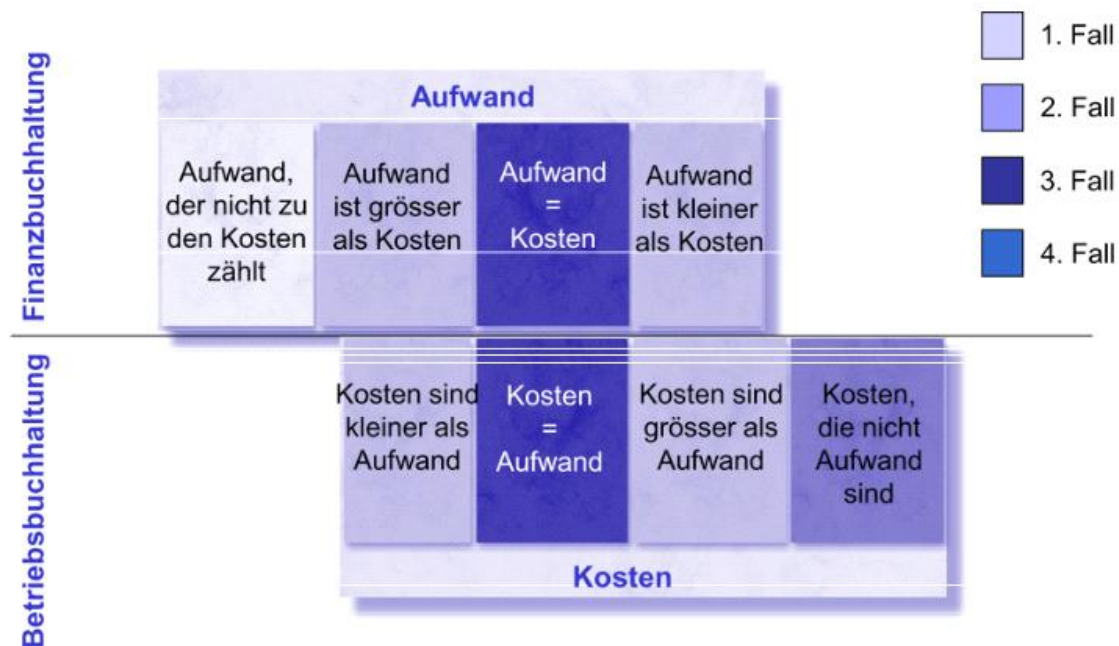 Finanzbuchhaltung
Aufwand
Aufwand,
der nicht zu
den Kosten
zählt
Aufwand
ist grösser
als Kosten
Aufwand
=
Kosten
Aufwand
ist kleiner
als Kosten
1. Fall
2. Fall
3. Fall
4. Fall
Betriebsbuchhaltung
Kosten sind
kleiner als
Aufwand
Kosten
=
Aufwand
Kosten sind
grösser als
Aufwand
Kosten,
die nicht
Aufwand
sind
Kosten